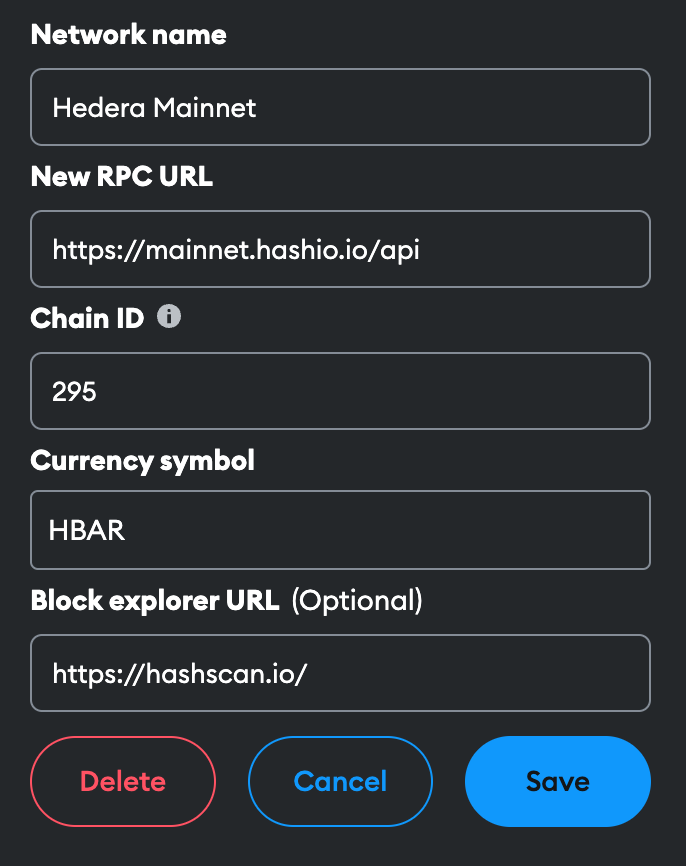 Network name
Hedera Mainnet
New RPC URL
https://mainnet.hashio.io/api
Chain ID
295
Currency symbol
HBAR
Block explorer URL (Optional)
https://hashscan.io/
Delete Cancel Save